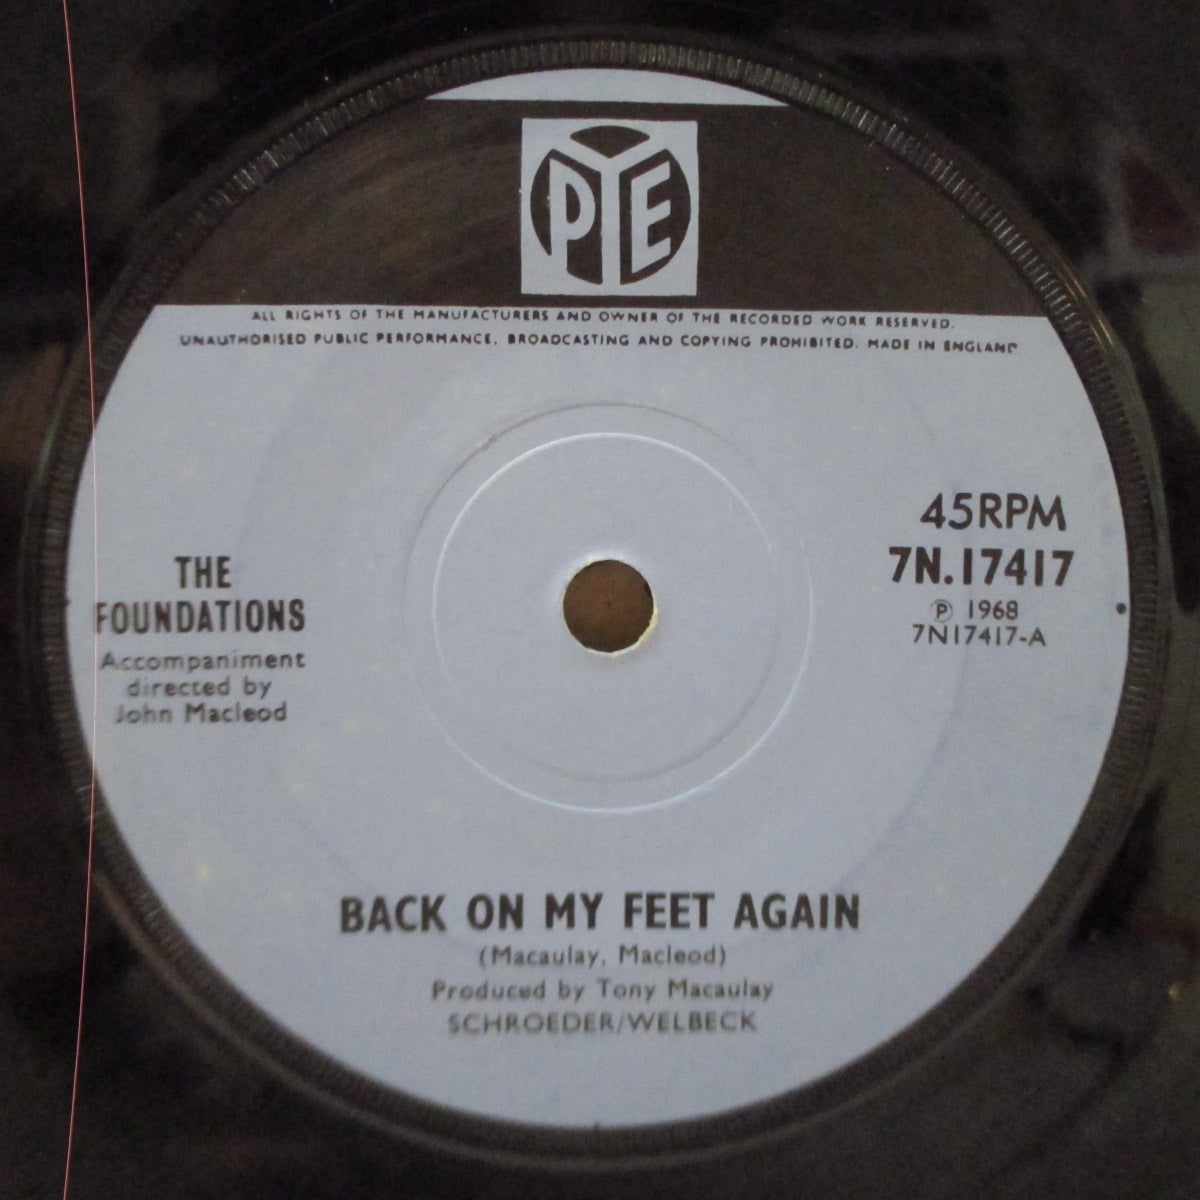 PYE
ALL RIGHTS OF THE MANUFACTURERS AND OWNER OF THE RECORDED WORK RESERVED.
UNAUTHORISED PUBLIC PERFORMANCE, BROADCASTING AND COPYING PROHIBITED. MADE IN ENGLAND
45RPM
7N.17417
Ⓟ 1968
7N17417-A
THE
FOUNDATIONS
Accompaniment
directed by
John Macleod
BACK ON MY FEET AGAIN
(Macaulay, Macleod)
Produced by Tony Macaulay
SCHROEDER/WELBECK